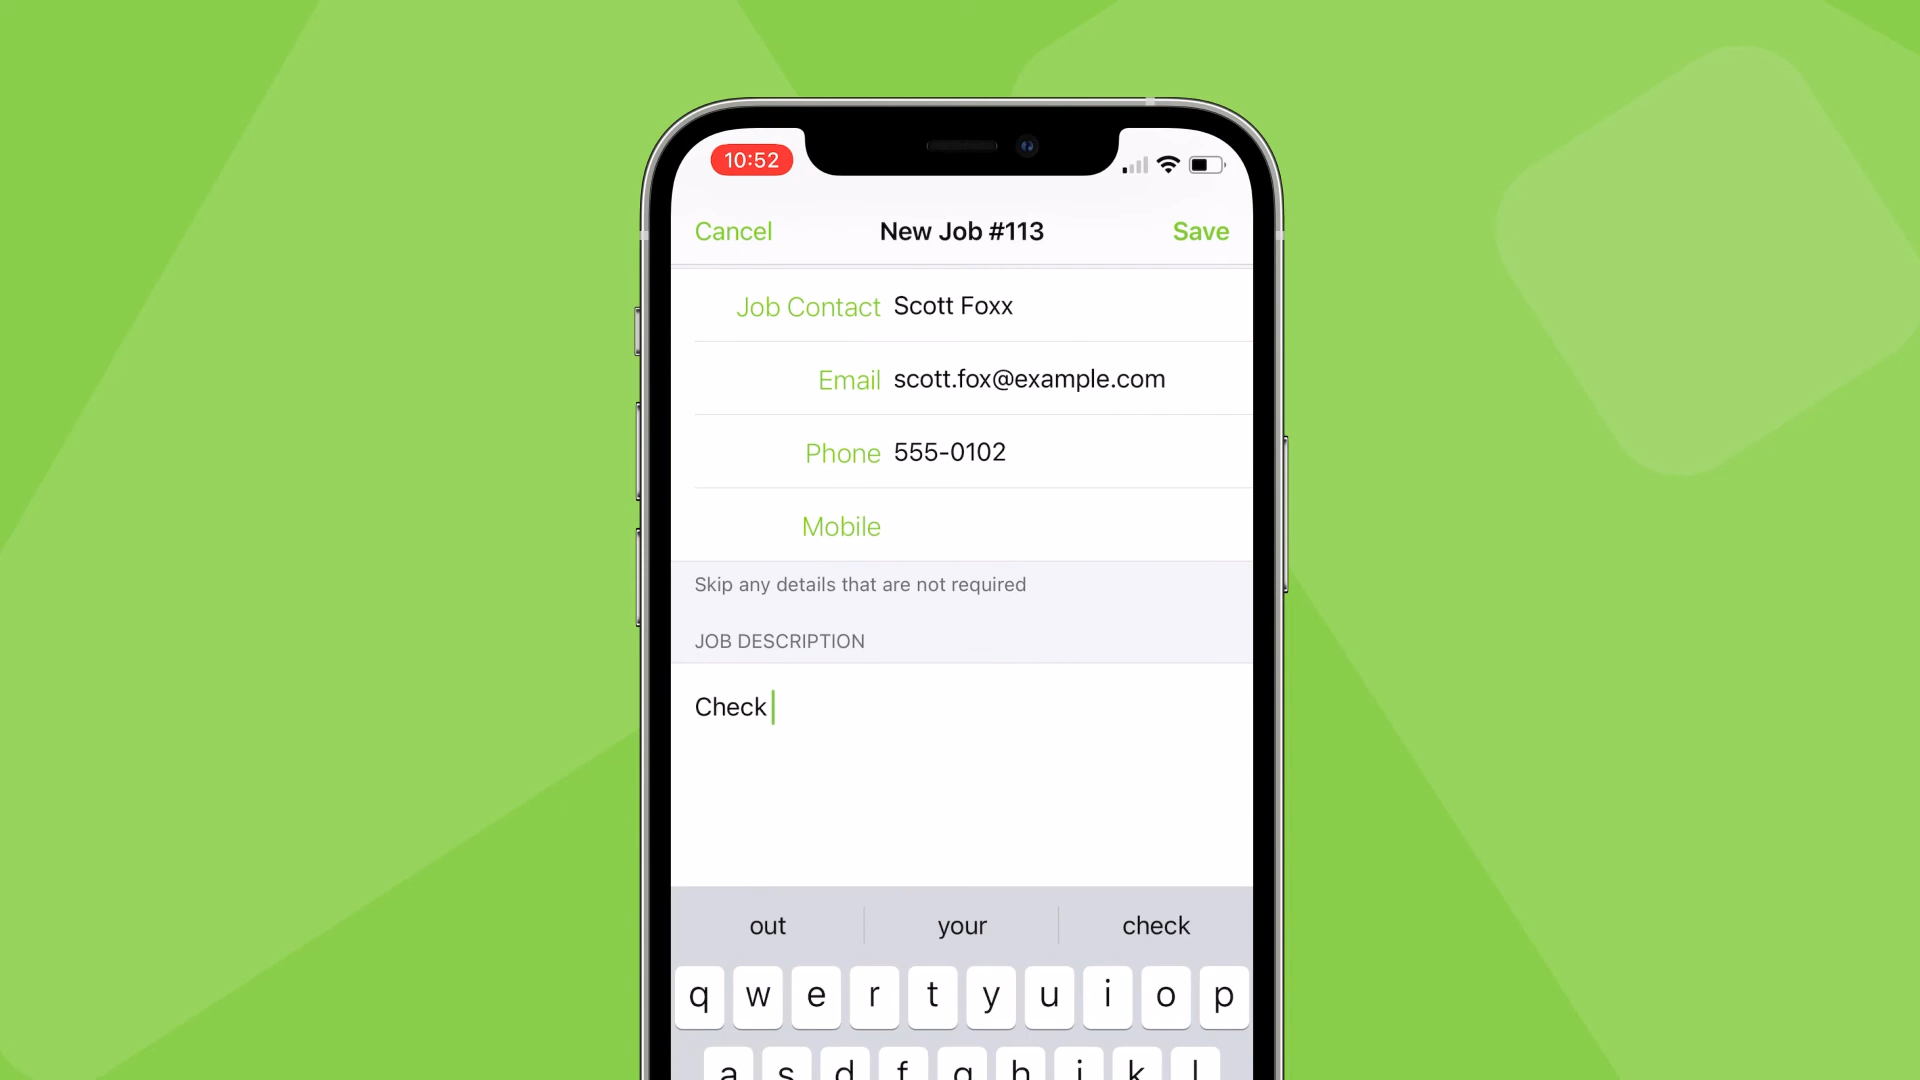 10:52
Cancel New Job #113 Save
Job Contact Scott Foxx
Email scott.fox@example.com
Phone 555-0102
Mobile
Skip any details that are not required
JOB DESCRIPTION
Check
out your check
q w e r t y u i o p
a s d f g h j k l